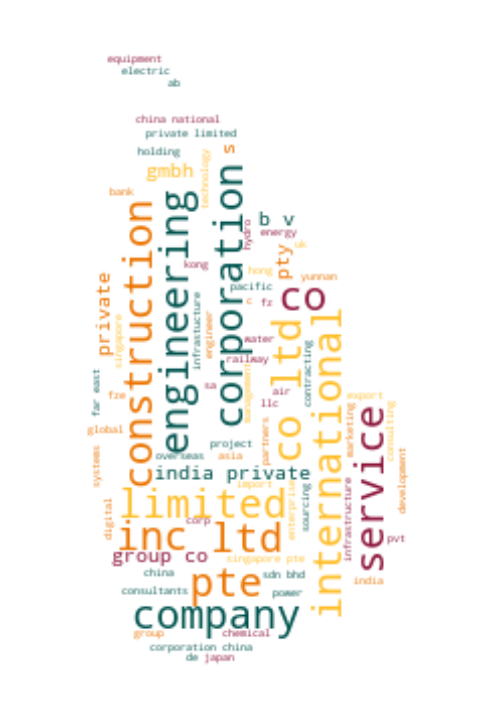 equipment
electric
ab
china national
private limited
holding
s
gmbh
technology
bank
construction
engineering
corporation
b v
hydro
energy
uk
pty
kong
hong
yunnan
pacific
private
co
c
fz
infrastucture
engineer
singapore
water
co ltd
international
railway
contracting
far east
fze
sa
management
air
llc
export
marketing
service
consulting
global
partners
project
overseas
asia
systems
india private
development
import
enterprise
sourcing
infrastructure
limited
digital
corp
inc ltd
pvt
group co
singapore pte
china
pte
sdn bhd
india
consultants
power
company
group
chemical
corporation china
de japan